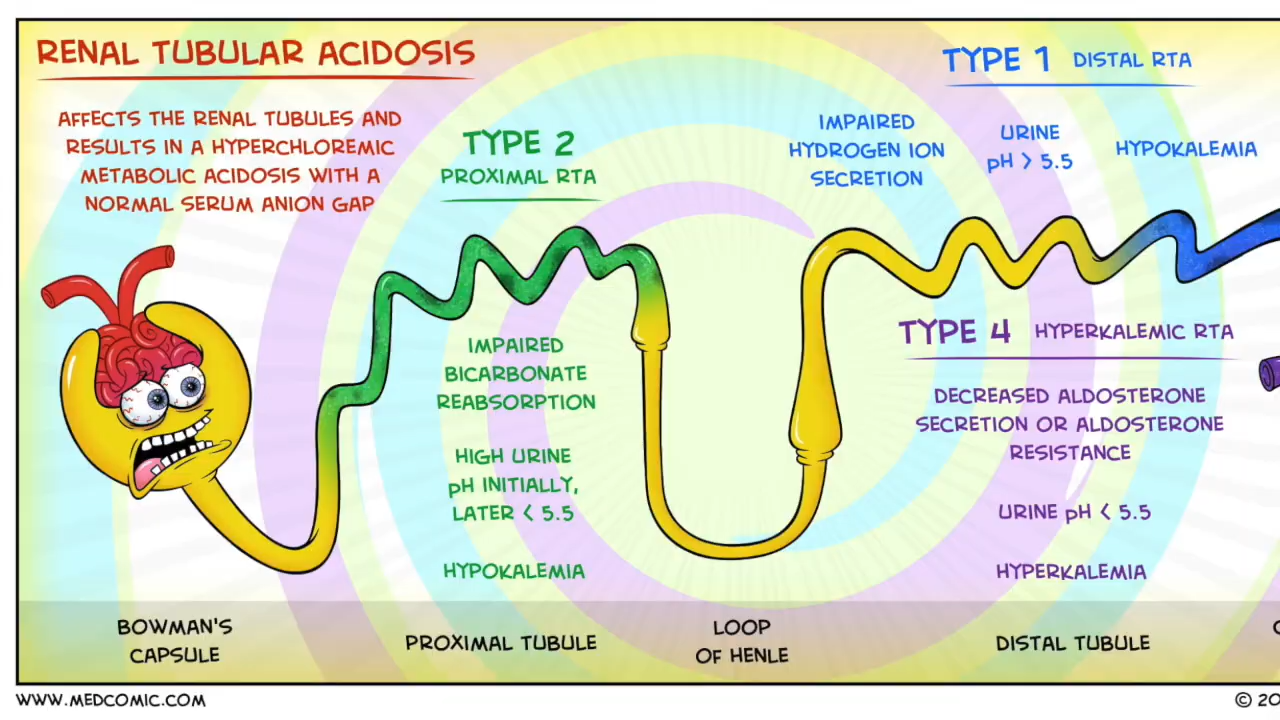 RENAL TUBULAR ACIDOSIS
AFFECTS THE RENAL TUBULES AND
RESULTS IN A HYPERCHLOREMIC
METABOLIC ACIDOSIS WITH A
NORMAL SERUM ANION GAP
TYPE 2
PROXIMAL RTA
IMPAIRED
BICARBONATE
REABSORPTION
HIGH URINE
pH INITIALLY,
LATER < 5.5
HYPOKALEMIA
TYPE 1 DISTAL RTA
IMPAIRED
HYDROGEN ION
SECRETION
URINE
pH > 5.5
HYPOKALEMIA
TYPE 4 HYPERKALEMIC RTA
DECREASED ALDOSTERONE
SECRETION OR ALDOSTERONE
RESISTANCE
URINE pH < 5.5
HYPERKALEMIA
BOWMAN'S
CAPSULE
PROXIMAL TUBULE
LOOP
OF HENLE
DISTAL TUBULE
WWW.MEDCOMIC.COM
©